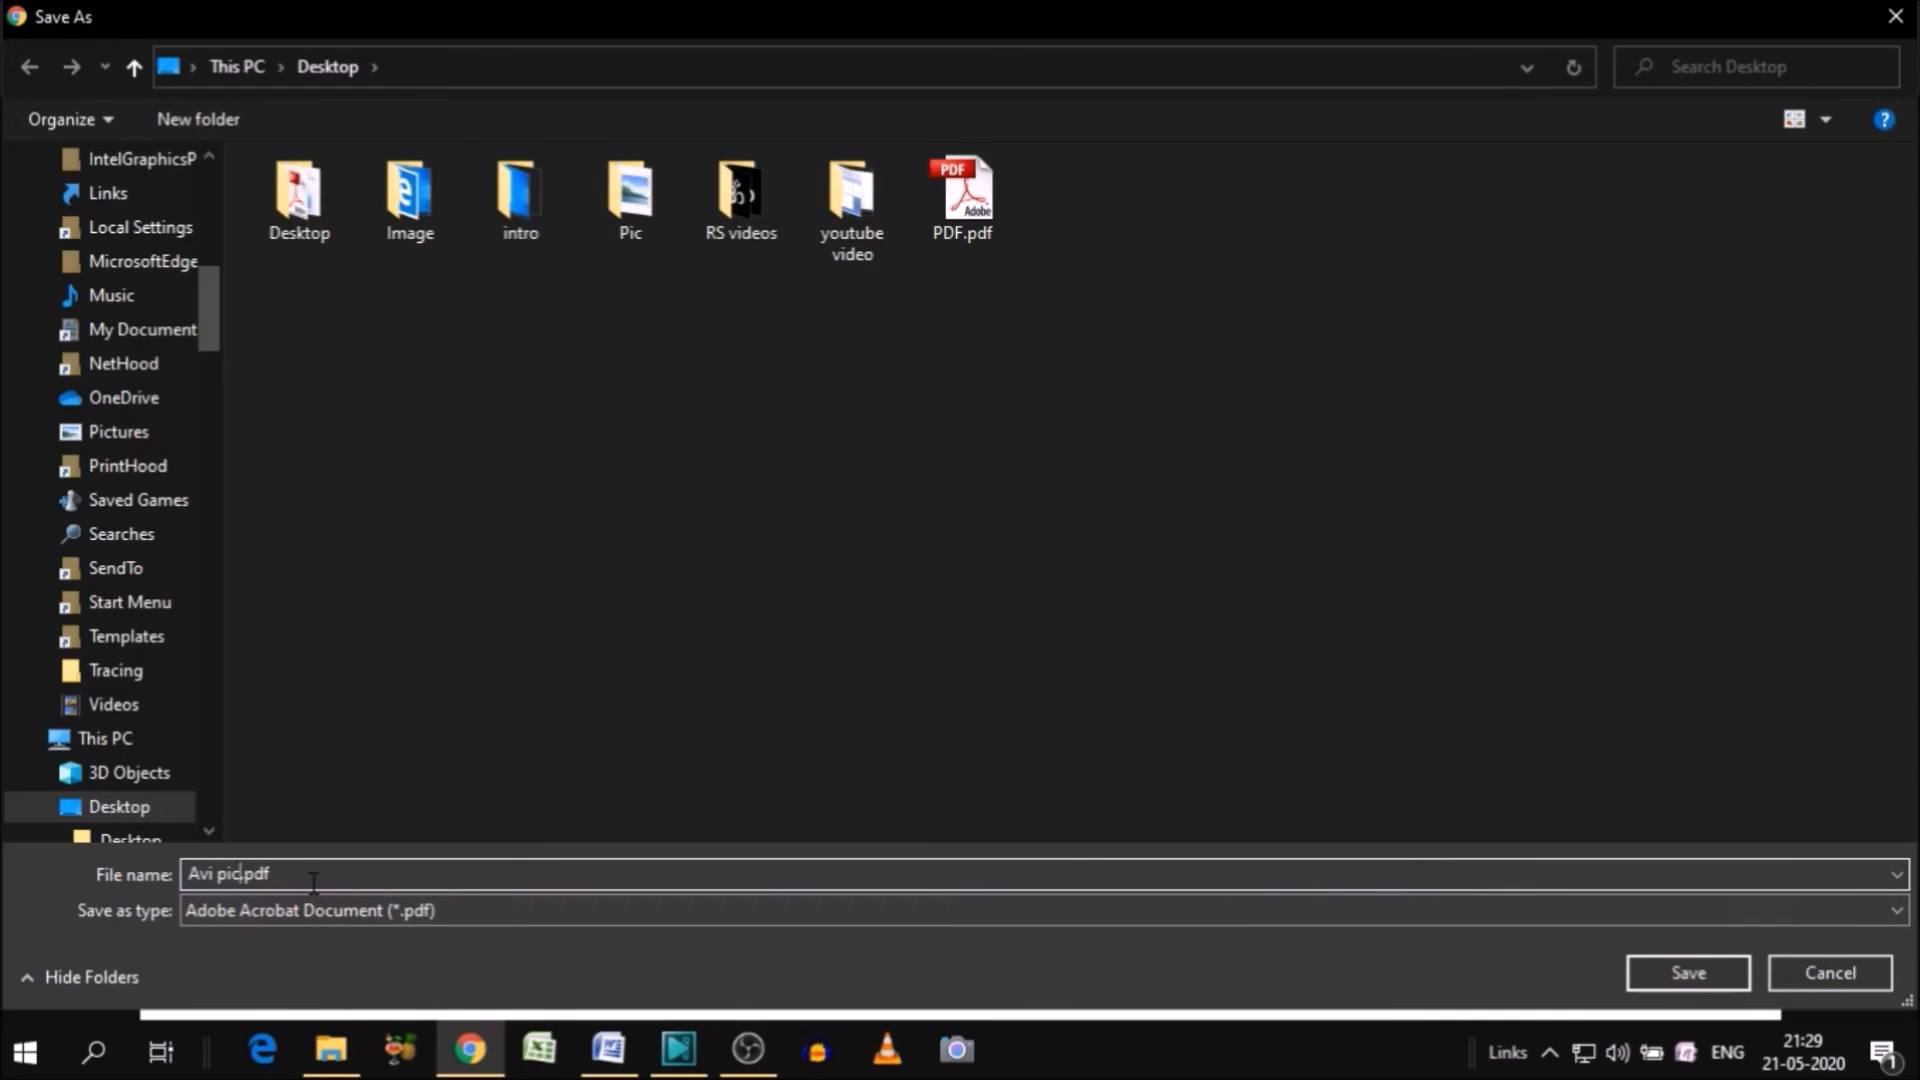 Save As
This PC
Desktop
Search Desktop
Organize
New folder
IntelGraphicsP
Links
Local Settings
MicrosoftEdge
Music
My Document
NetHood
OneDrive
Pictures
PrintHood
Saved Games
Searches
SendTo
Start Menu
Templates
Tracing
Videos
This PC
3D Objects
Desktop
Desktop
Desktop
Image
intro
Pic
RS videos
youtube
video
PDF
Adobe
PDF.pdf
File name: Avi pic.pdf
Save as type: Adobe Acrobat Document (*.pdf)
Hide Folders
Save
Cancel
Links
ENG
21:29
21-05-2020
1